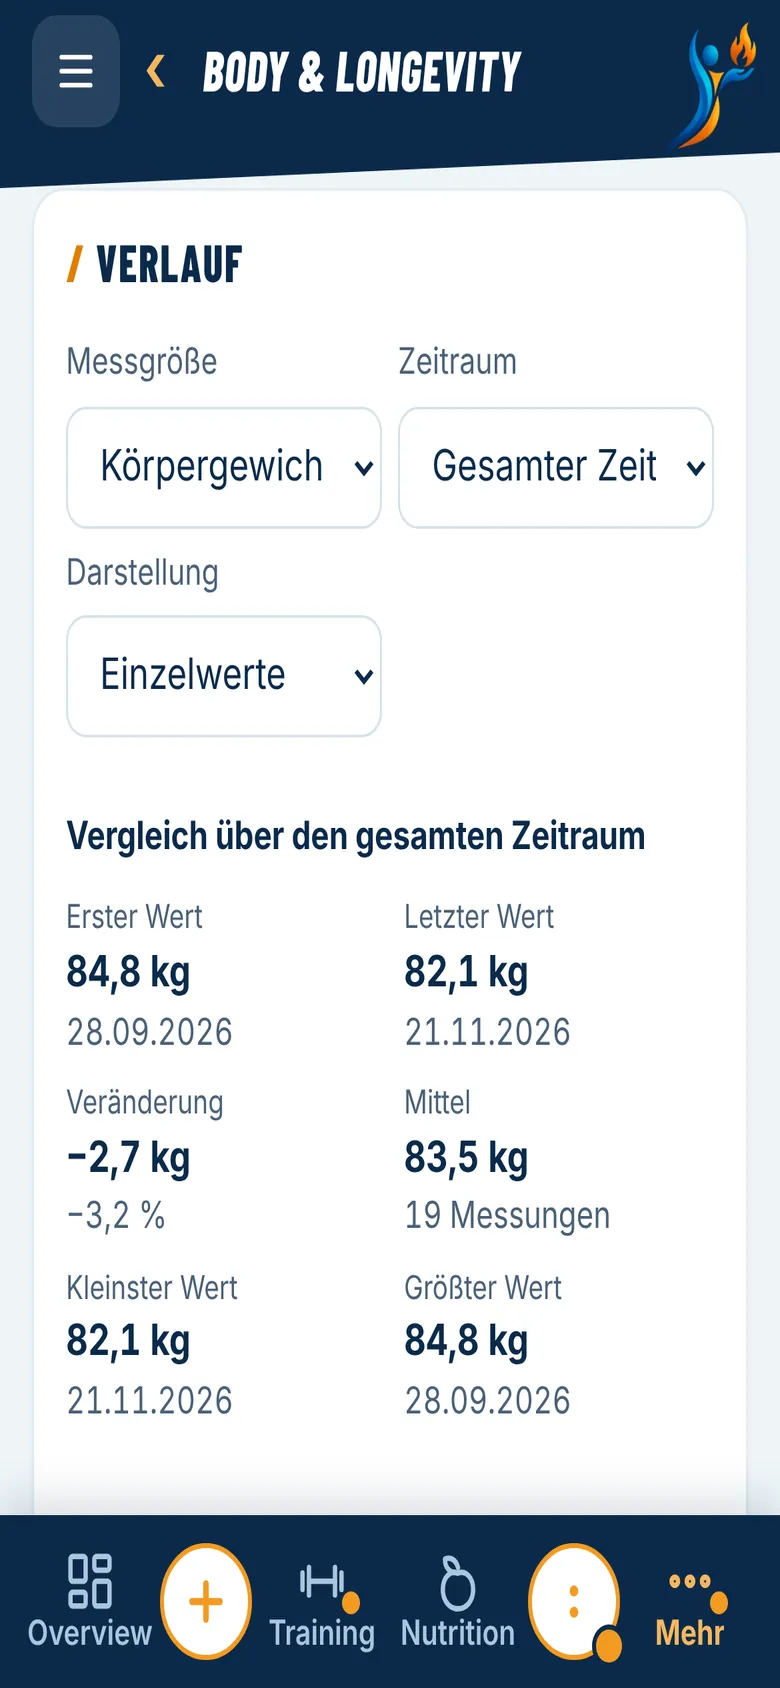 BODY & LONGEVITY
/ VERLAUF
Messgröße Zeitraum
Körpergewich Gesamter Zeit
Darstellung
Einzelwerte
Vergleich über den gesamten Zeitraum
Erster Wert Letzter Wert
84,8 kg 82,1 kg
28.09.2026 21.11.2026
Veränderung Mittel
−2,7 kg 83,5 kg
−3,2 % 19 Messungen
Kleinster Wert Größter Wert
82,1 kg 84,8 kg
21.11.2026 28.09.2026
Overview Training Nutrition Mehr